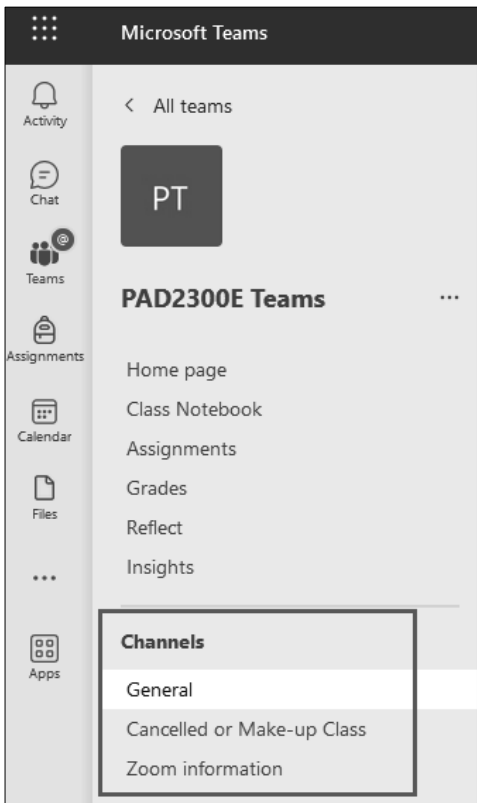 Microsoft Teams
Activity
Chat
@
Teams
Assignments
Calendar
Files
...
Apps
All teams
PT
PAD2300E Teams ...
Home page
Class Notebook
Assignments
Grades
Reflect
Insights
Channels
General
Cancelled or Make-up Class
Zoom information